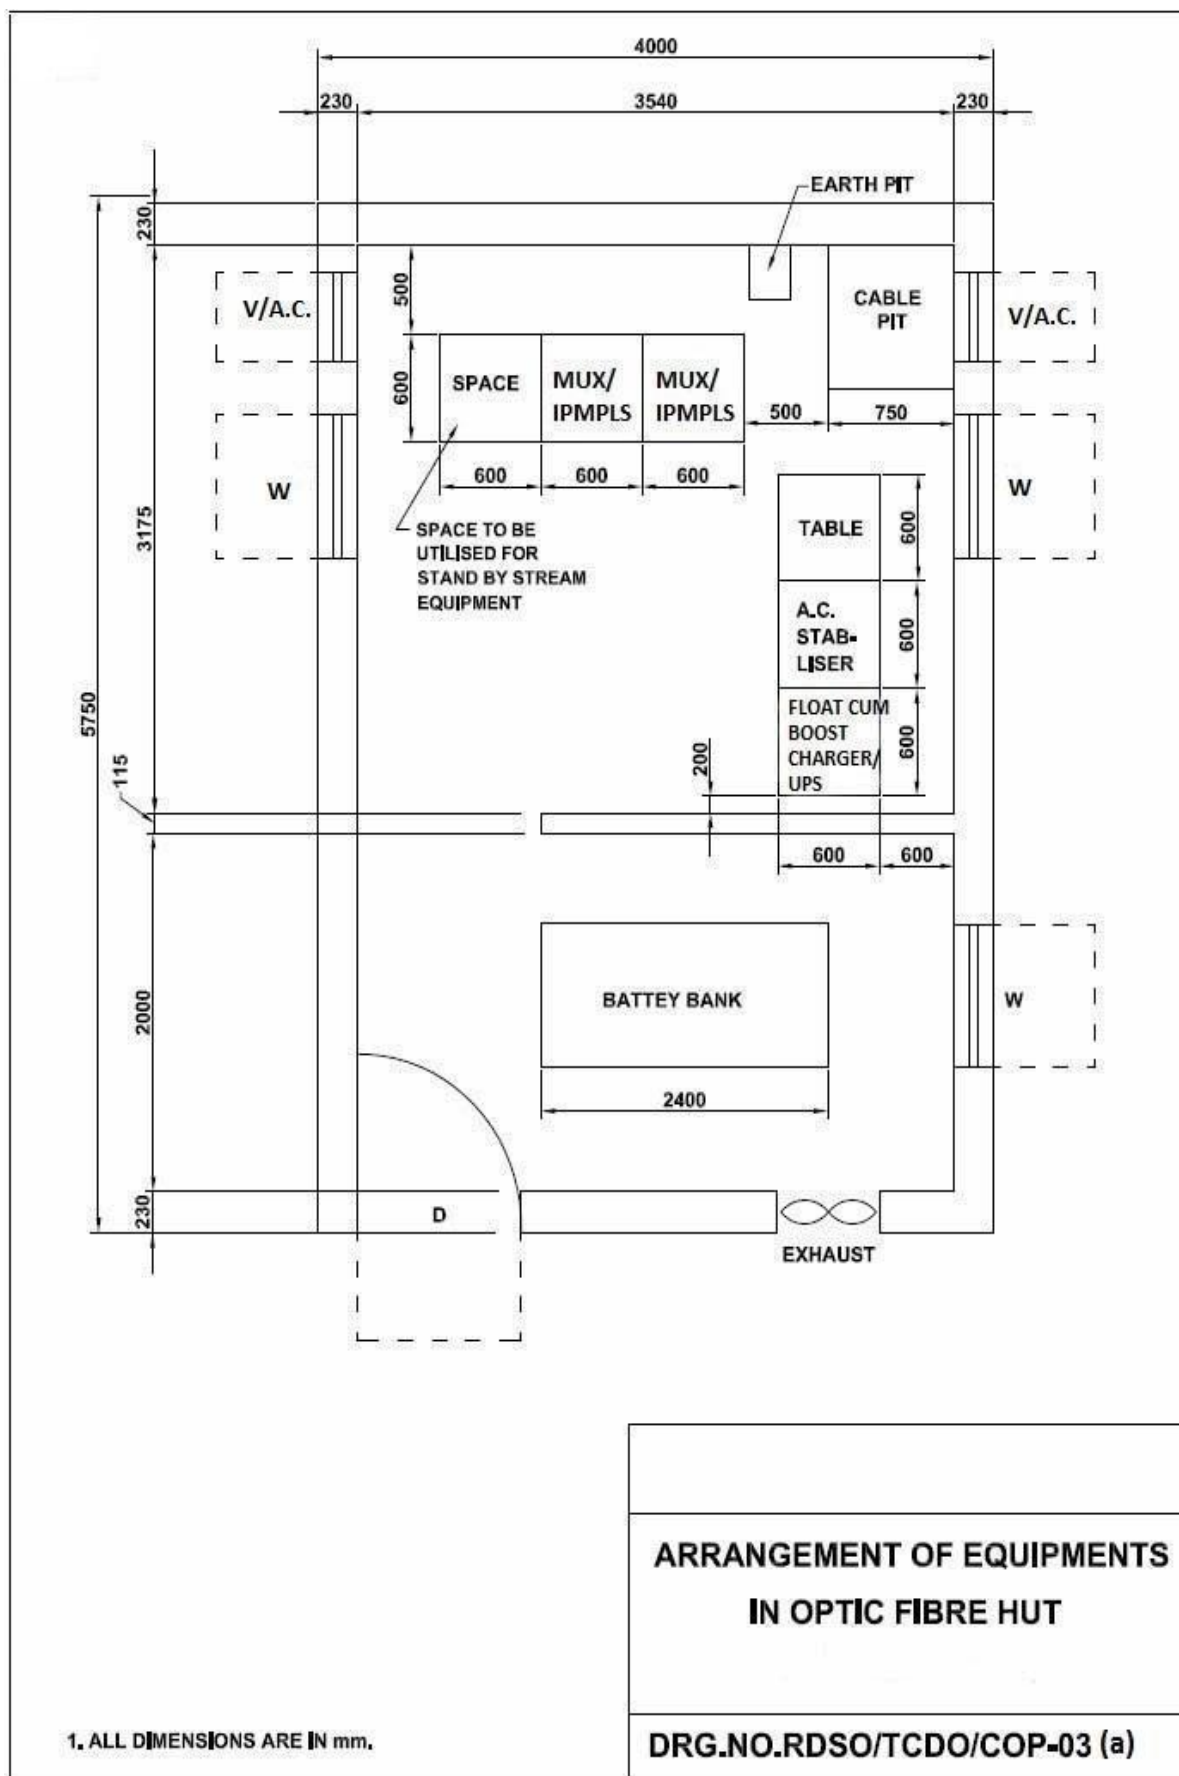 4000
230
3540
230
EARTH PIT
230
V/A.C.
500
CABLE
PIT
V/A.C.
600
SPACE
MUX/
IPMPLS
MUX/
IPMPLS
500
750
600
600
600
W
W
3175
SPACE TO BE
UTILISED FOR
STAND BY STREAM
EQUIPMENT
TABLE
600
A.C.
STAB-
LISER
600
5750
FLOAT CUM
BOOST
CHARGER/
UPS
600
200
115
600
600
2000
BATTEY BANK
W
2400
230
D
EXHAUST
ARRANGEMENT OF EQUIPMENTS
IN OPTIC FIBRE HUT
1. ALL DIMENSIONS ARE IN mm.
DRG.NO.RDSO/TCDO/COP-03 (a)